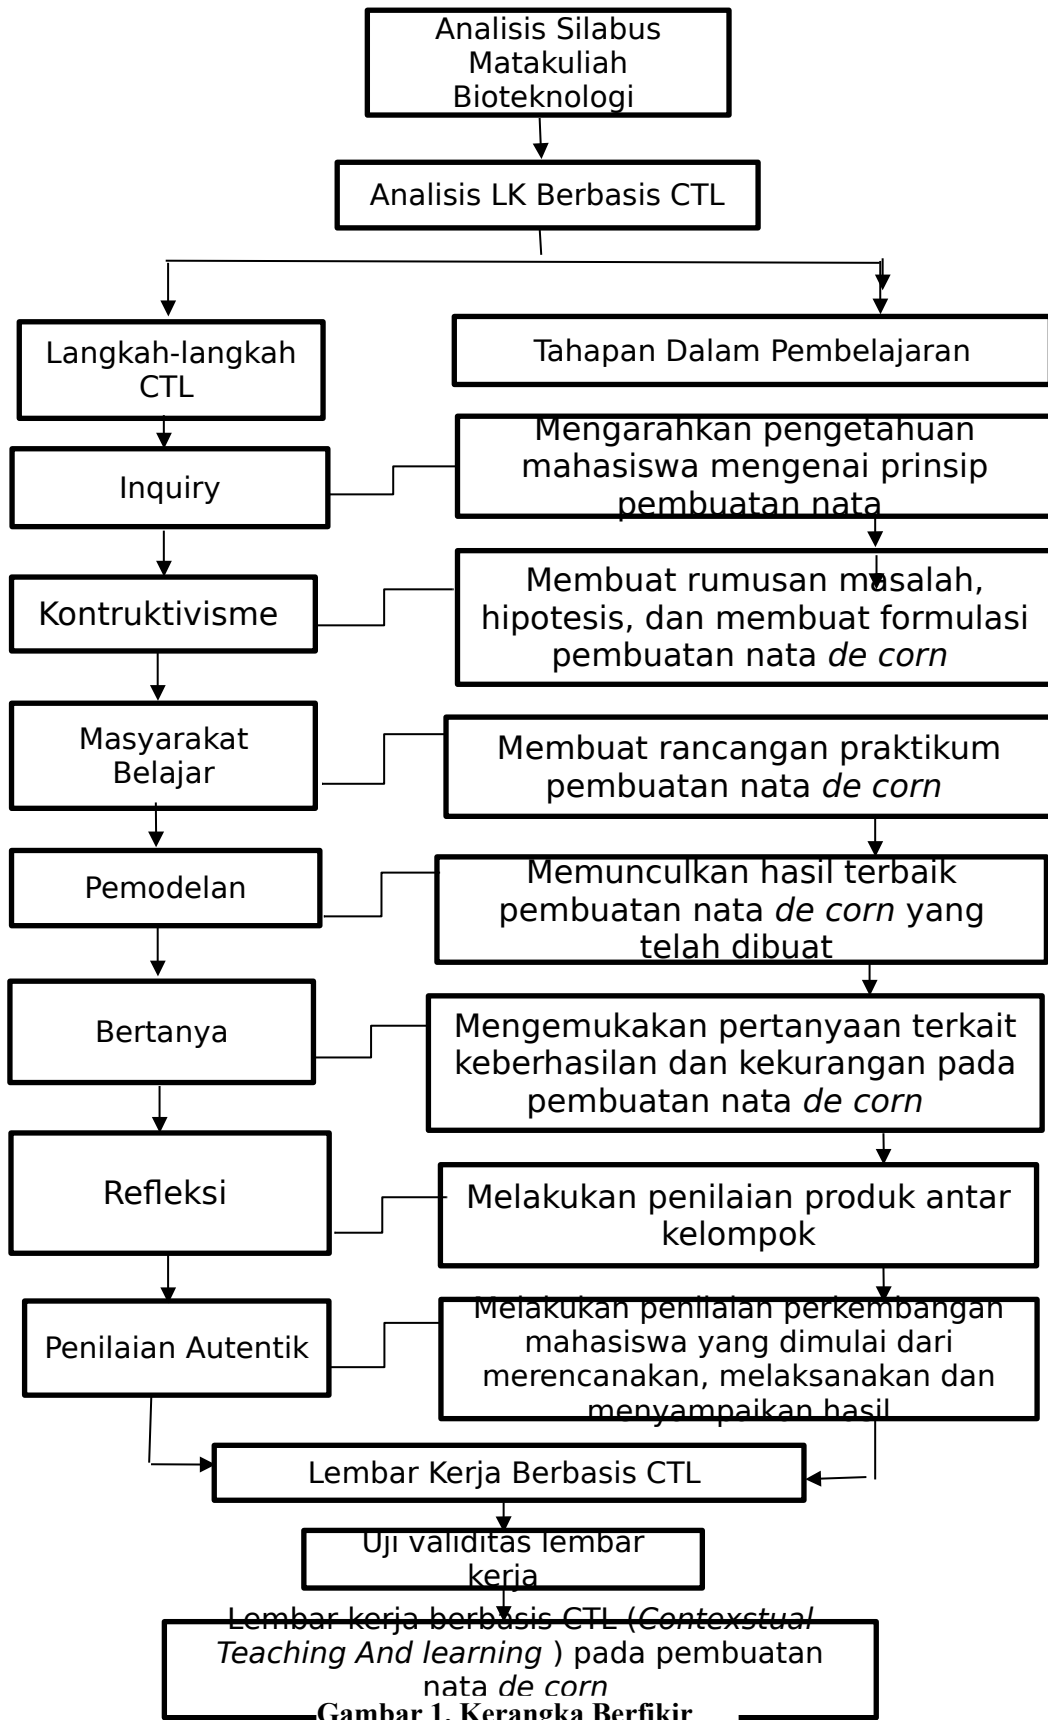 Analisis Silabus
Matakuliah
Bioteknologi
Analisis LK Berbasis CTL
Langkah-langkah
CTL
Tahapan Dalam Pembelajaran
Inquiry
Mengarahkan pengetahuan
mahasiswa mengenai prinsip
pembuatan nata
Kontruktivisme
Membuat rumusan masalah,
hipotesis, dan membuat formulasi
pembuatan nata de corn
Masyarakat
Belajar
Membuat rancangan praktikum
pembuatan nata de corn
Pemodelan
Memunculkan hasil terbaik
pembuatan nata de corn yang
telah dibuat
Bertanya
Mengemukakan pertanyaan terkait
keberhasilan dan kekurangan pada
pembuatan nata de corn
Refleksi
Melakukan penilaian produk antar
kelompok
Penilaian Autentik
Melakukan penilaian perkembangan
mahasiswa yang dimulai dari
merencanakan, melaksanakan dan
menyampaikan hasil
Lembar Kerja Berbasis CTL
Uji validitas lembar
kerja
Lembar kerja berbasis CTL (Contexstual
Teaching And learning ) pada pembuatan
nata de corn
Gambar 1. Kerangka Berfikir